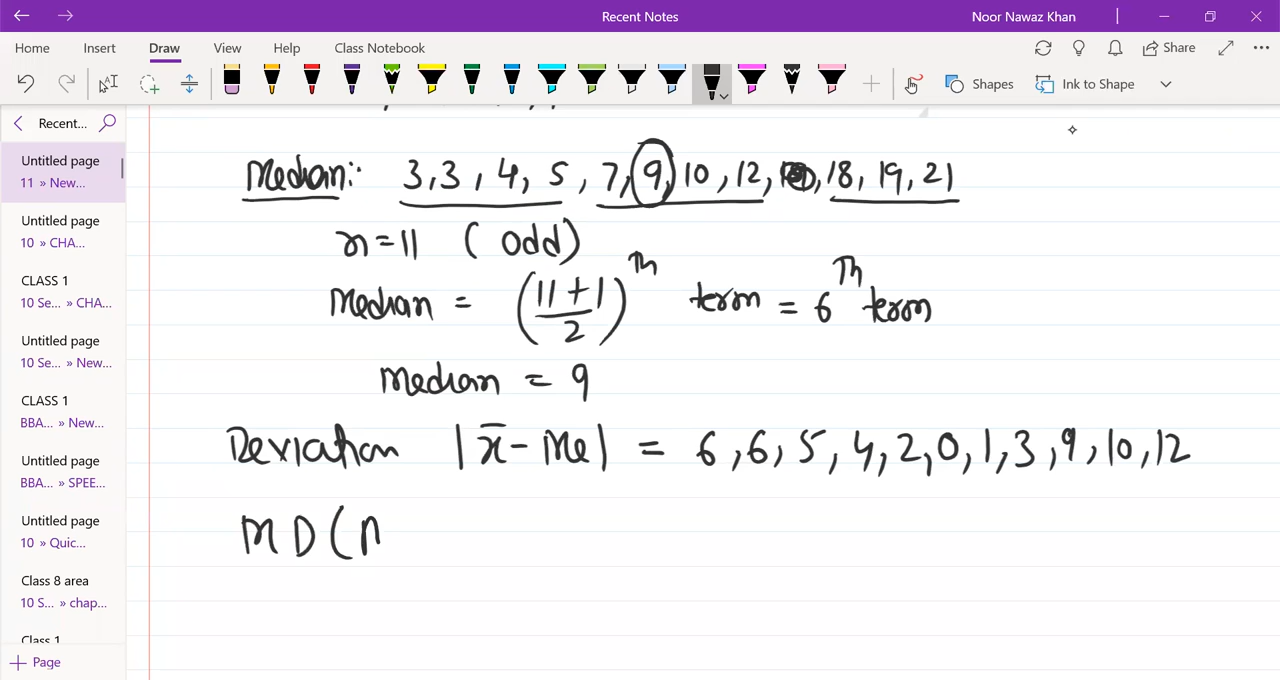 Recent Notes
Noor Nawaz Khan
Home Insert Draw View Help Class Notebook Share
Shapes Ink to Shape
Recent...
Untitled page
11 » New...
Untitled page
10 » CHA...
CLASS 1
10 Se... » CHA...
Untitled page
10 Se... » New...
CLASS 1
BBA... » New...
Untitled page
BBA... » SPEE...
Untitled page
10 » Quic...
Class 8 area
10 S... » chap...
Class 1
Page
Median: 3, 3, 4, 5, 7, 9, 10, 12, 18, 19, 21
n = 11 (odd)
Median = (11+1/2)^Th term = 6^Th term
Median = 9
Deviation |x̄ - Me| = 6, 6, 5, 4, 2, 0, 1, 3, 9, 10, 12
MD(